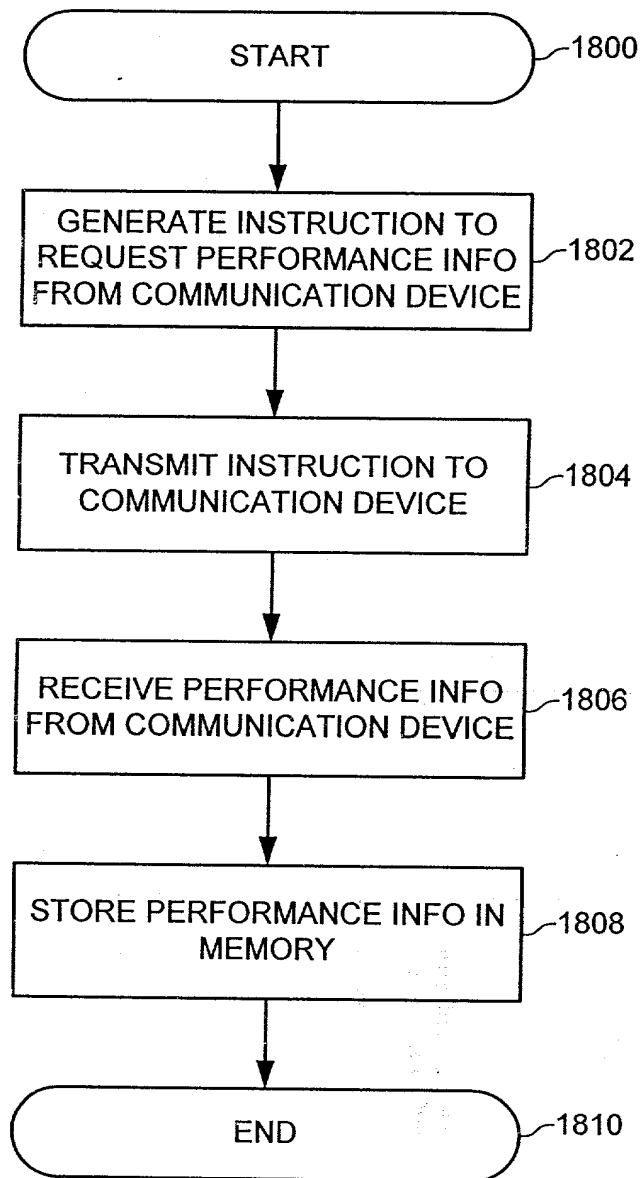 START
1800
GENERATE INSTRUCTION TO
REQUEST PERFORMANCE INFO
FROM COMMUNICATION DEVICE
1802
TRANSMIT INSTRUCTION TO
COMMUNICATION DEVICE
1804
RECEIVE PERFORMANCE INFO
FROM COMMUNICATION DEVICE
1806
STORE PERFORMANCE INFO IN
MEMORY
1808
END
1810